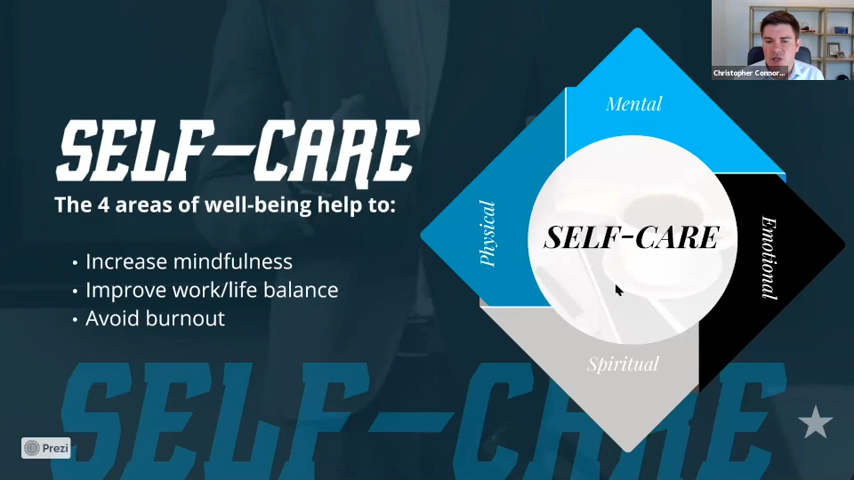 SELF-CARE
The 4 areas of well-being help to:
• Increase mindfulness
• Improve work/life balance
• Avoid burnout
Mental
Physical
SELF-CARE
Emotional
Spiritual
SELF-CARE
Prezi
Christopher Connor...